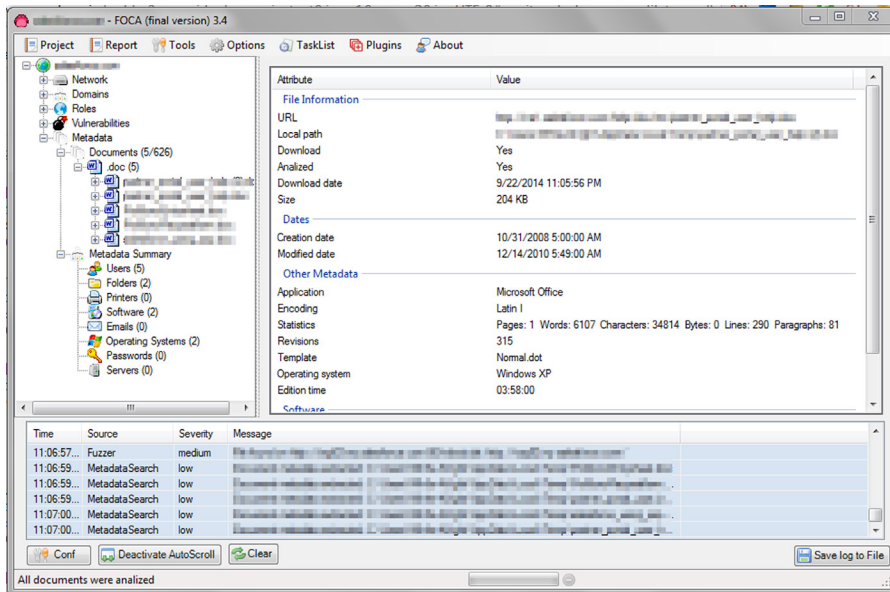 - FOCA (final version) 3.4
Project Report Tools Options TaskList Plugins About
Network
Domains
Roles
Vulnerabilities
Metadata
Documents (5/626)
.doc (5)
Metadata Summary
Users (5)
Folders (2)
Printers (0)
Software (2)
Emails (0)
Operating Systems (2)
Passwords (0)
Servers (0)
Attribute Value
File Information
URL
Local path
Download Yes
Analized Yes
Download date 9/22/2014 11:05:56 PM
Size 204 KB
Dates
Creation date 10/31/2008 5:00:00 AM
Modified date 12/14/2010 5:49:00 AM
Other Metadata
Application Microsoft Office
Encoding Latin I
Statistics Pages: 1 Words: 6107 Characters: 34814 Bytes: 0 Lines: 290 Paragraphs: 81
Revisions 315
Template Normal.dot
Operating system Windows XP
Edition time 03:58:00
Software
Time Source Severity Message
11:06:57... Fuzzer medium
11:06:59... MetadataSearch low
11:06:59... MetadataSearch low
11:06:59... MetadataSearch low
11:07:00... MetadataSearch low
11:07:00... MetadataSearch low
Conf Deactivate AutoScroll Clear Save log to File
All documents were analized